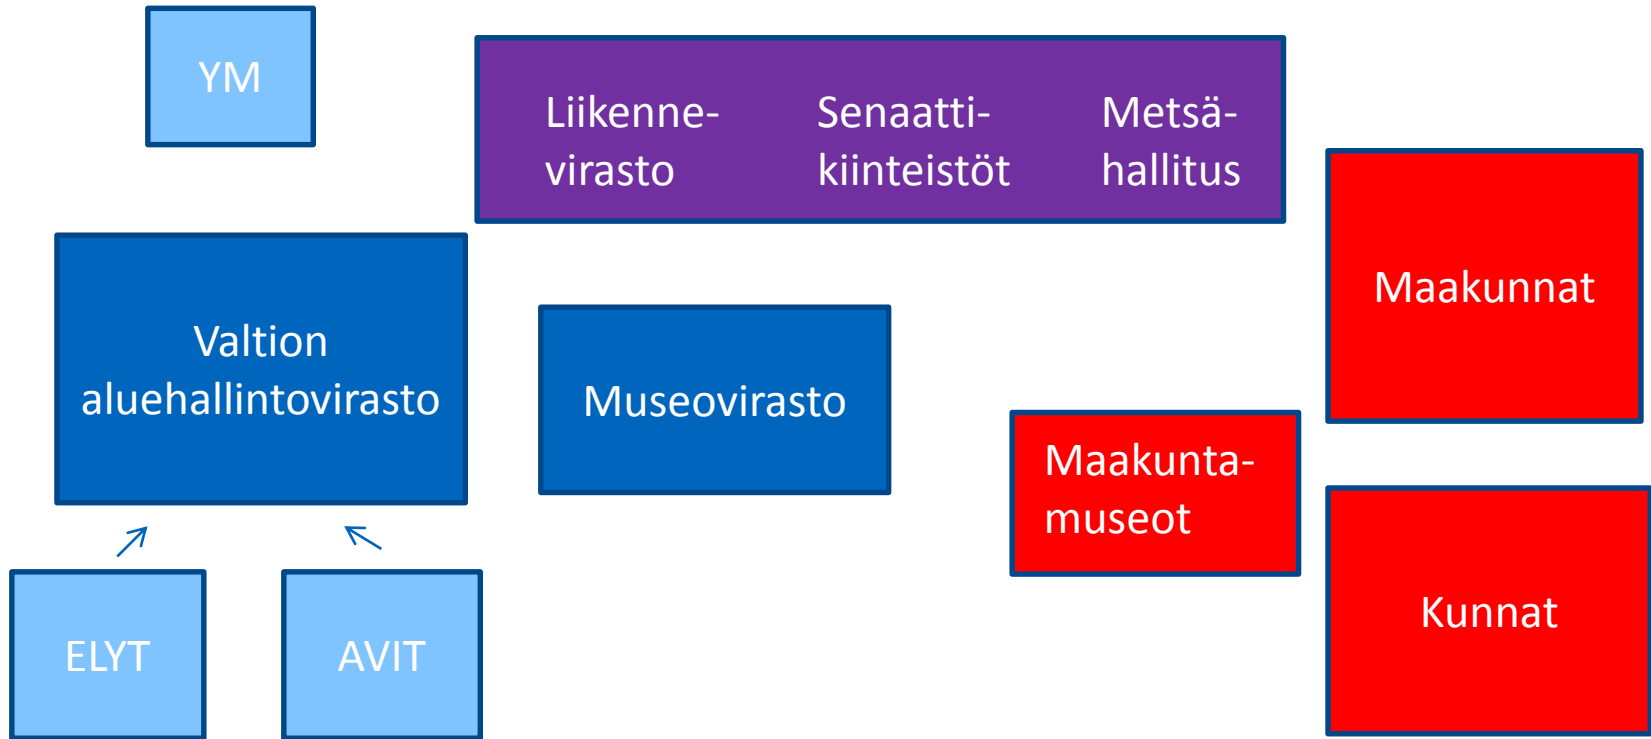 YM
Liikenne-
virasto
Senaatti-
kiinteistöt
Metsä-
hallitus
Maakunnat
Valtion
aluehallintovirasto
Museovirasto
Maakunta-
museot
Kunnat
ELYT
AVIT